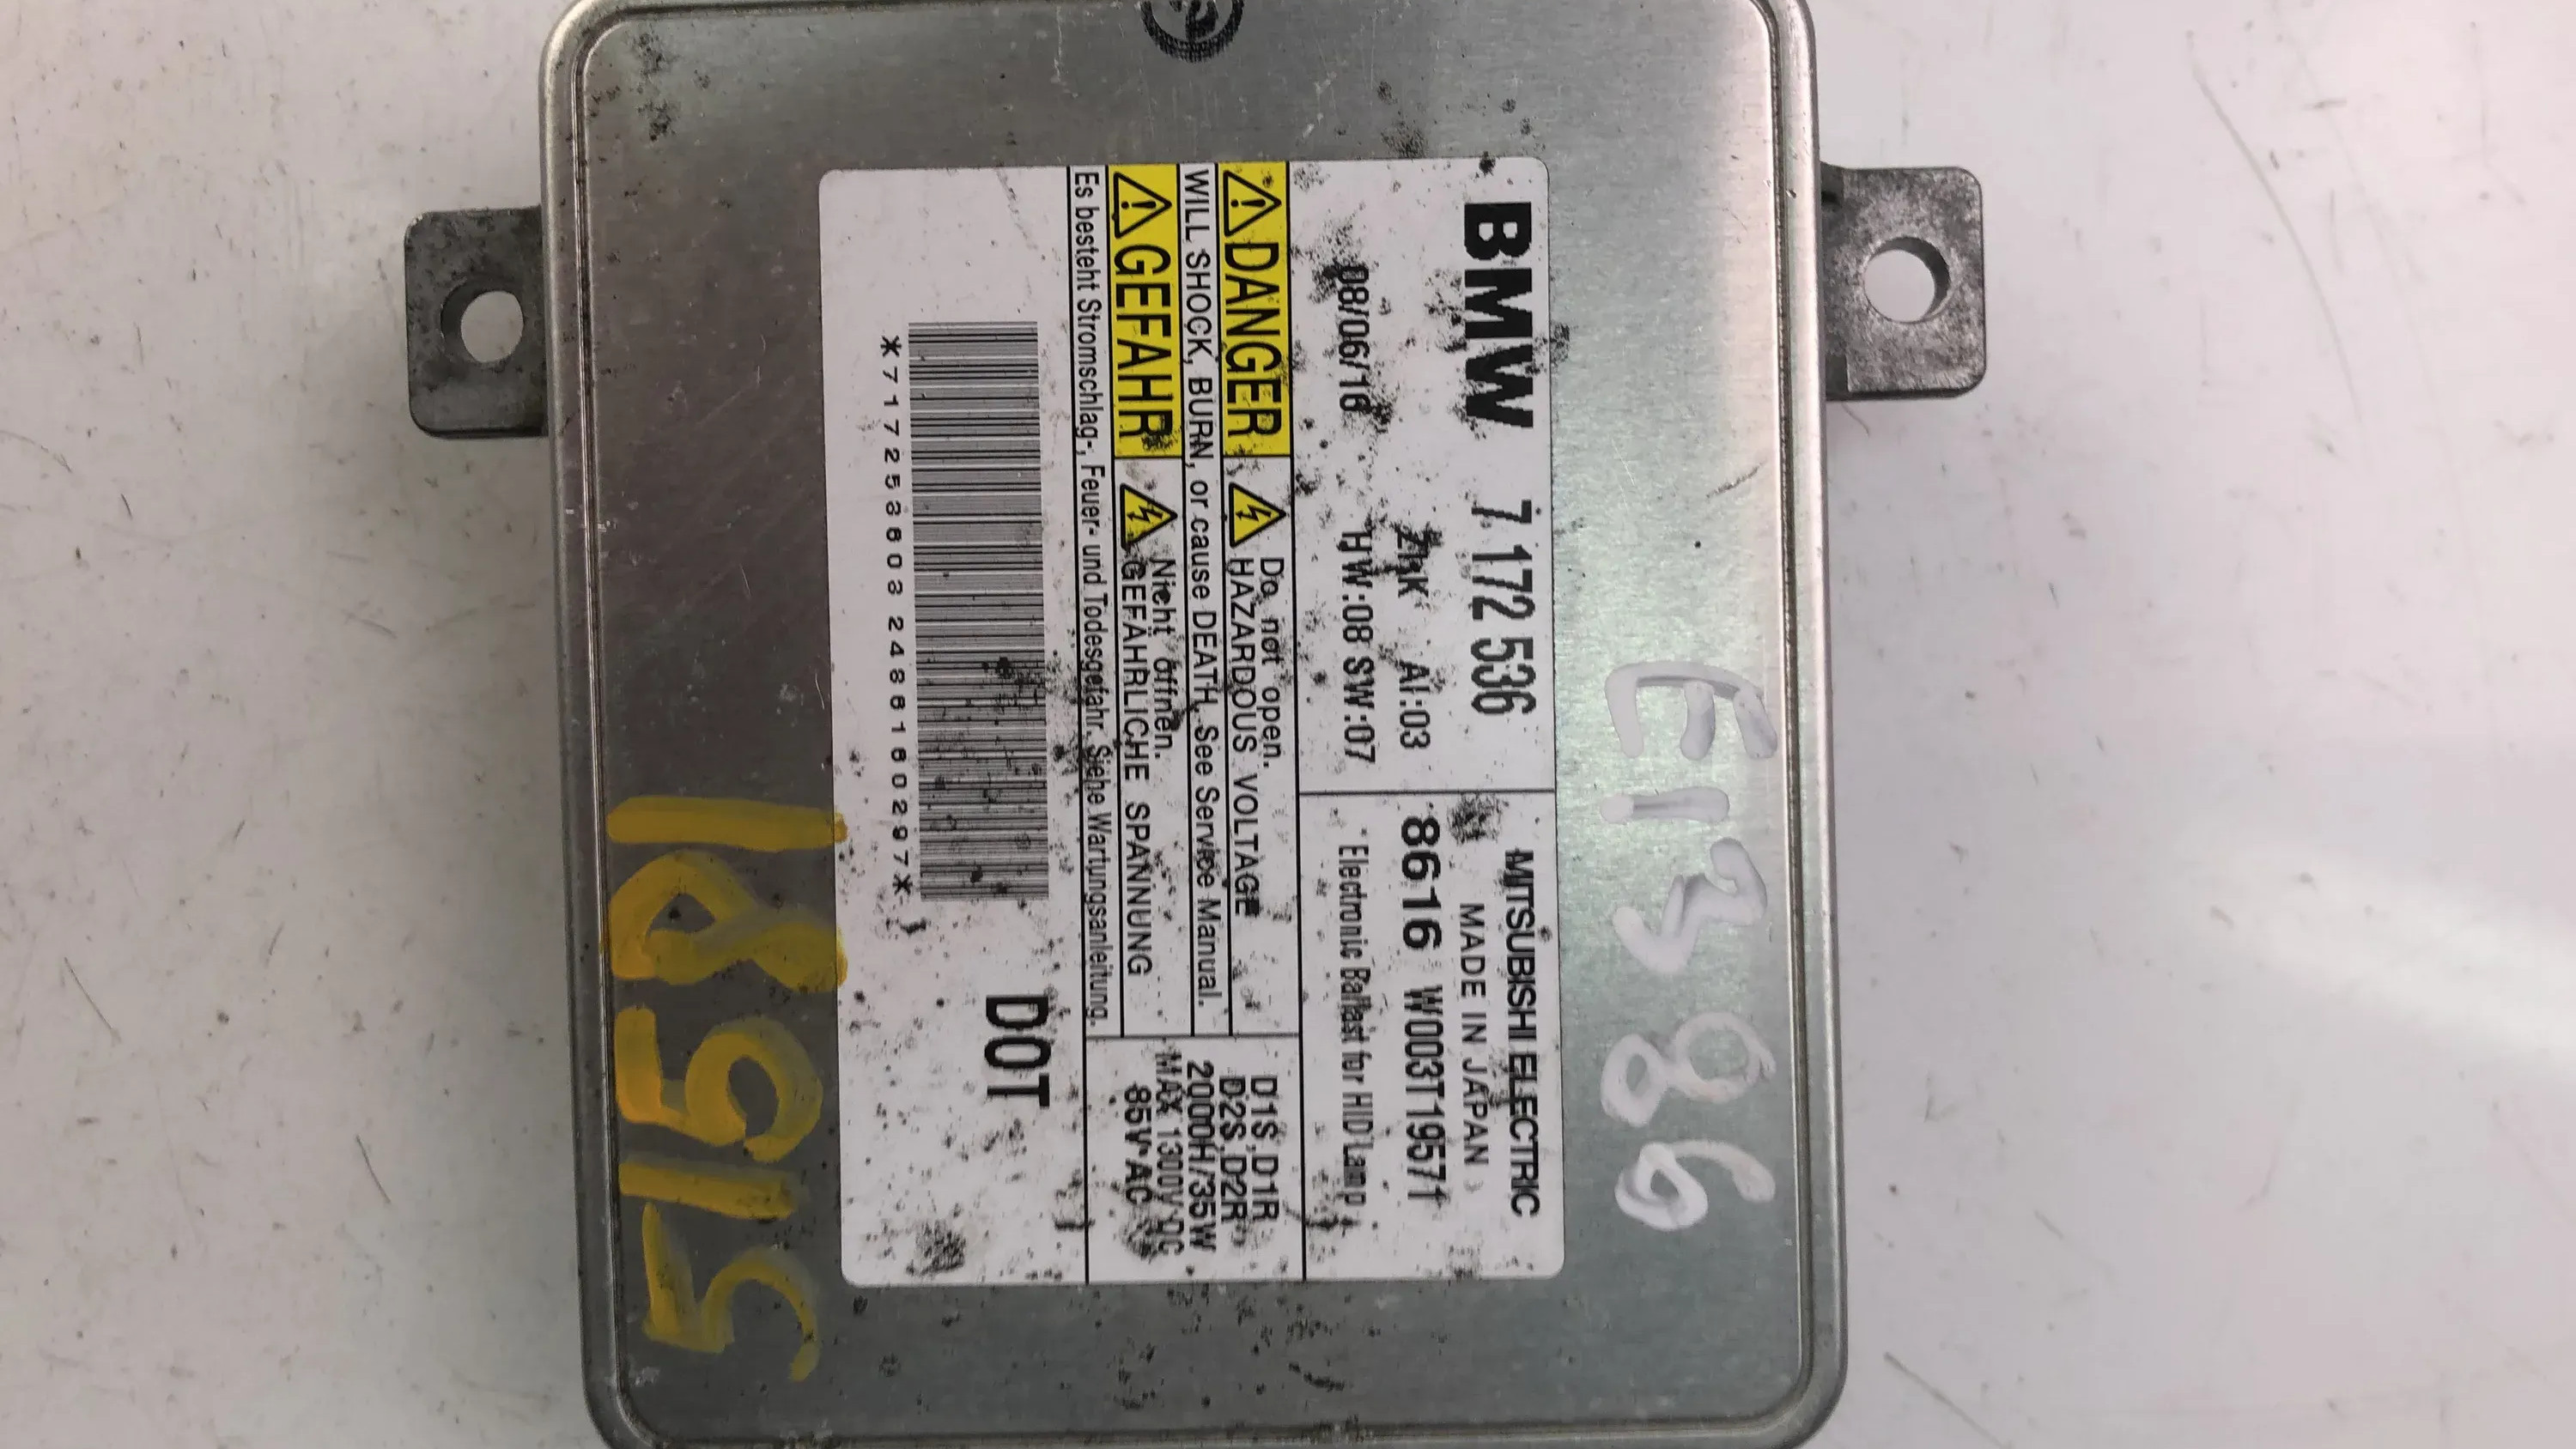 E1386
BMW 7 172 536
ZIK AI:03
08/06/16 HW:08 SW:07
MITSUBISHI ELECTRIC
MADE IN JAPAN
8616 W003T19571
Electronic Ballast for HID Lamp
DANGER Do not open.
HAZARDOUS VOLTAGE
WILL SHOCK, BURN, or cause DEATH. See Service Manual.
GEFAHR Nicht öffnen.
GEFÄHRLICHE SPANNUNG
Es besteht Stromschlag-, Feuer- und Todesgefahr. Siehe Wartungsanleitung.
D1S,D1R
D2S,D2R
2000H/35W
MAX 1300V DC
85V AC
DOT
*7172536032486160297*